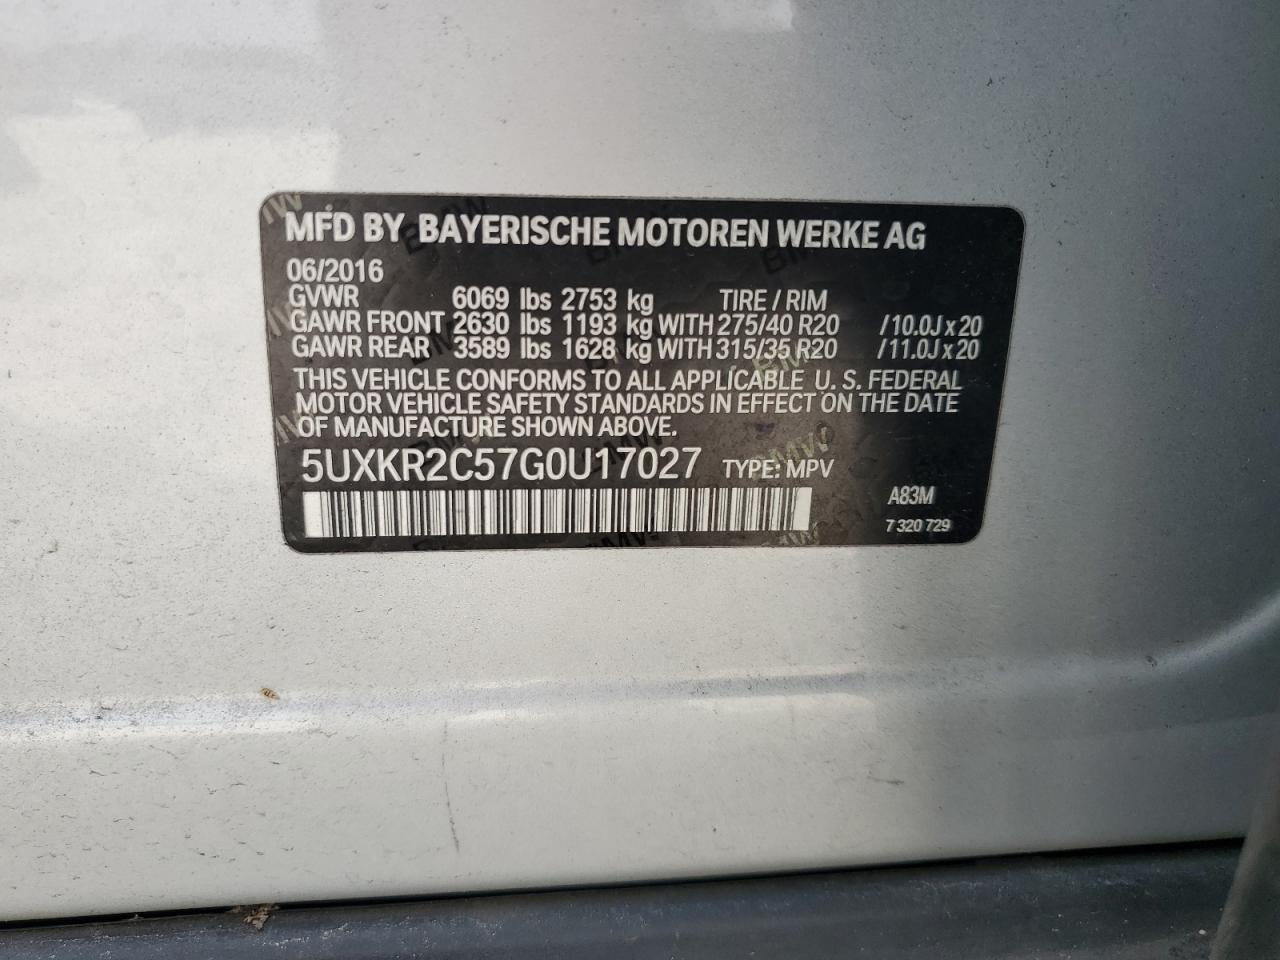 MFD BY BAYERISCHE MOTOREN WERKE AG
06/2016
GVWR 6069 lbs 2753 kg TIRE / RIM
GAWR FRONT 2630 lbs 1193 kg WITH 275/40 R20 /10.0J x 20
GAWR REAR 3589 lbs 1628 kg WITH 315/35 R20 /11.0J x 20
THIS VEHICLE CONFORMS TO ALL APPLICABLE U. S. FEDERAL
MOTOR VEHICLE SAFETY STANDARDS IN EFFECT ON THE DATE
OF MANUFACTURE SHOWN ABOVE.
5UXKR2C57G0U17027 TYPE: MPV
A83M
7 320 729